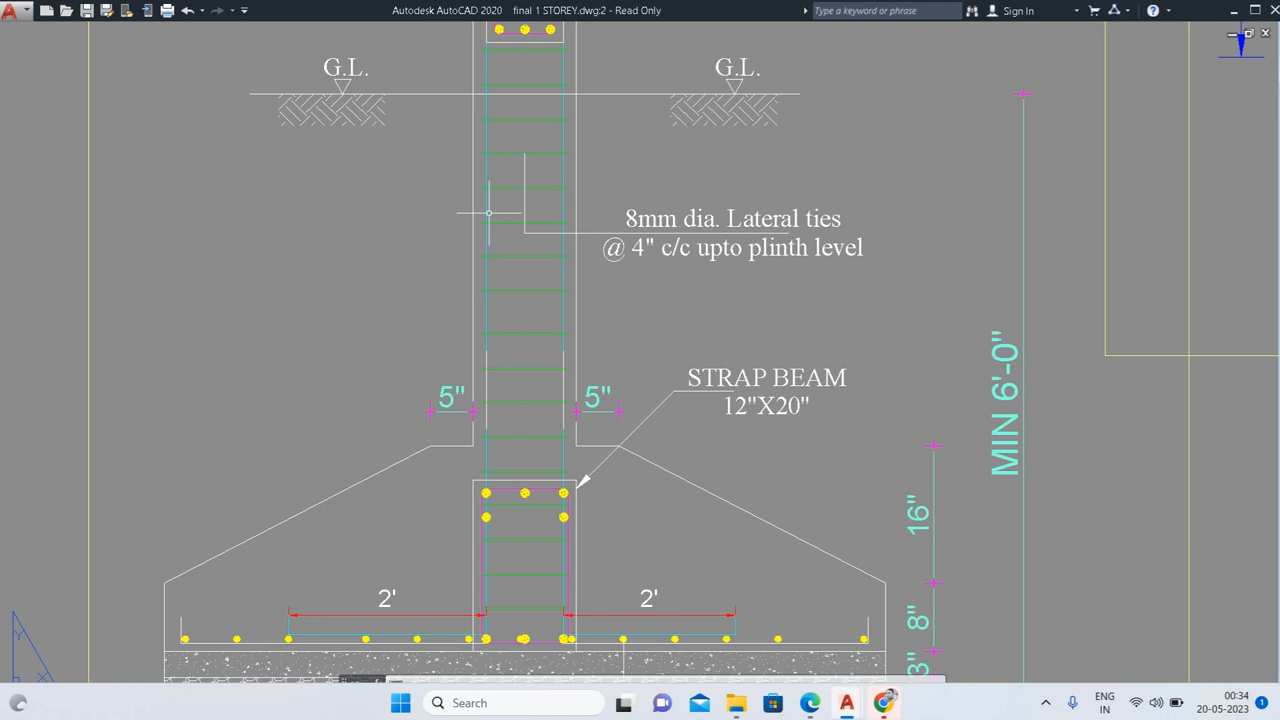 Autodesk AutoCAD 2020 final 1 STOREY.dwg:2 - Read Only
Type a keyword or phrase
Sign In
G.L.
G.L.
8mm dia. Lateral ties
@ 4" c/c upto plinth level
MIN 6'-0"
STRAP BEAM
12"X20"
5"
5"
16"
2'
2'
8"
3"
Y
Search
ENG
IN
00:34
20-05-2023
1